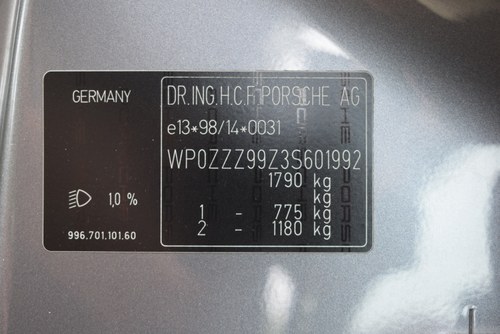 GERMANY
DR.ING.H.C.F.PORSCHE AG
e13*98/14*0031
WP0ZZZ99Z3S601992
1790 kg
kg
1 - 775 kg
2 - 1180 kg
1,0 %
996.701.101.60